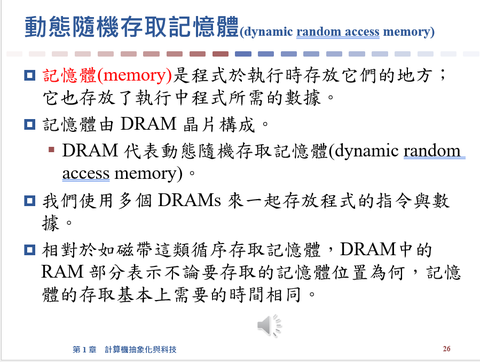 動態隨機存取記憶體(dynamic random access memory)
記憶體(memory)是程式於執行時存放它們的地方；
它也存放了執行中程式所需的數據。
記憶體由 DRAM 晶片構成。
DRAM 代表動態隨機存取記憶體(dynamic random
access memory)。
我們使用多個 DRAMs 來一起存放程式的指令與數
據。
相對於如磁帶這類循序存取記憶體，DRAM中的
RAM 部分表示不論要存取的記憶體位置為何，記憶
體的存取基本上需要的時間相同。
第 1 章 計算機抽象化與科技
26